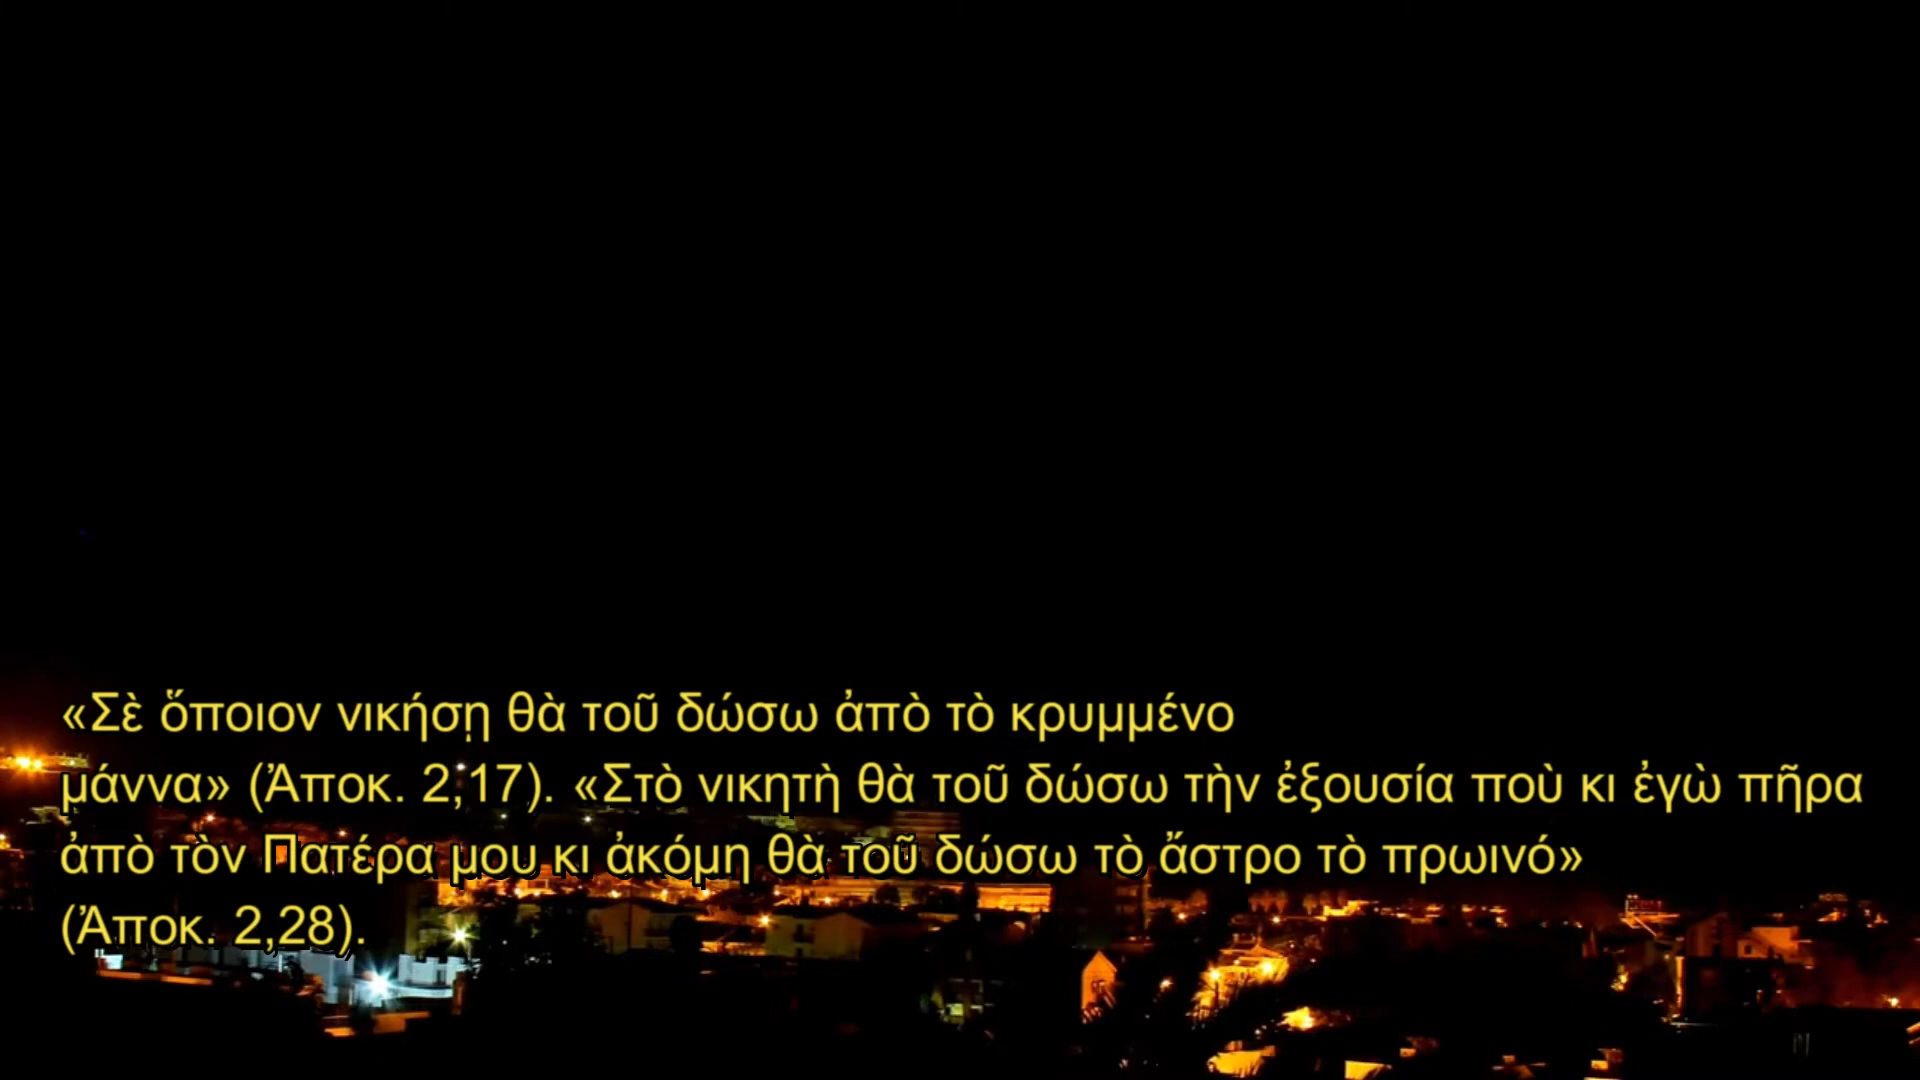 «Σὲ ὅποιον νικήσῃ θὰ τοῦ δώσω ἀπὸ τὸ κρυμμένο
μάννα» (Ἀποκ. 2,17). «Στὸ νικητὴ θὰ τοῦ δώσω τὴν ἐξουσία ποὺ κι ἐγὼ πῆρα
ἀπὸ τὸν Πατέρα μου κι ἀκόμη θὰ τοῦ δώσω τὸ ἄστρο τὸ πρωινό»
(Ἀποκ. 2,28).